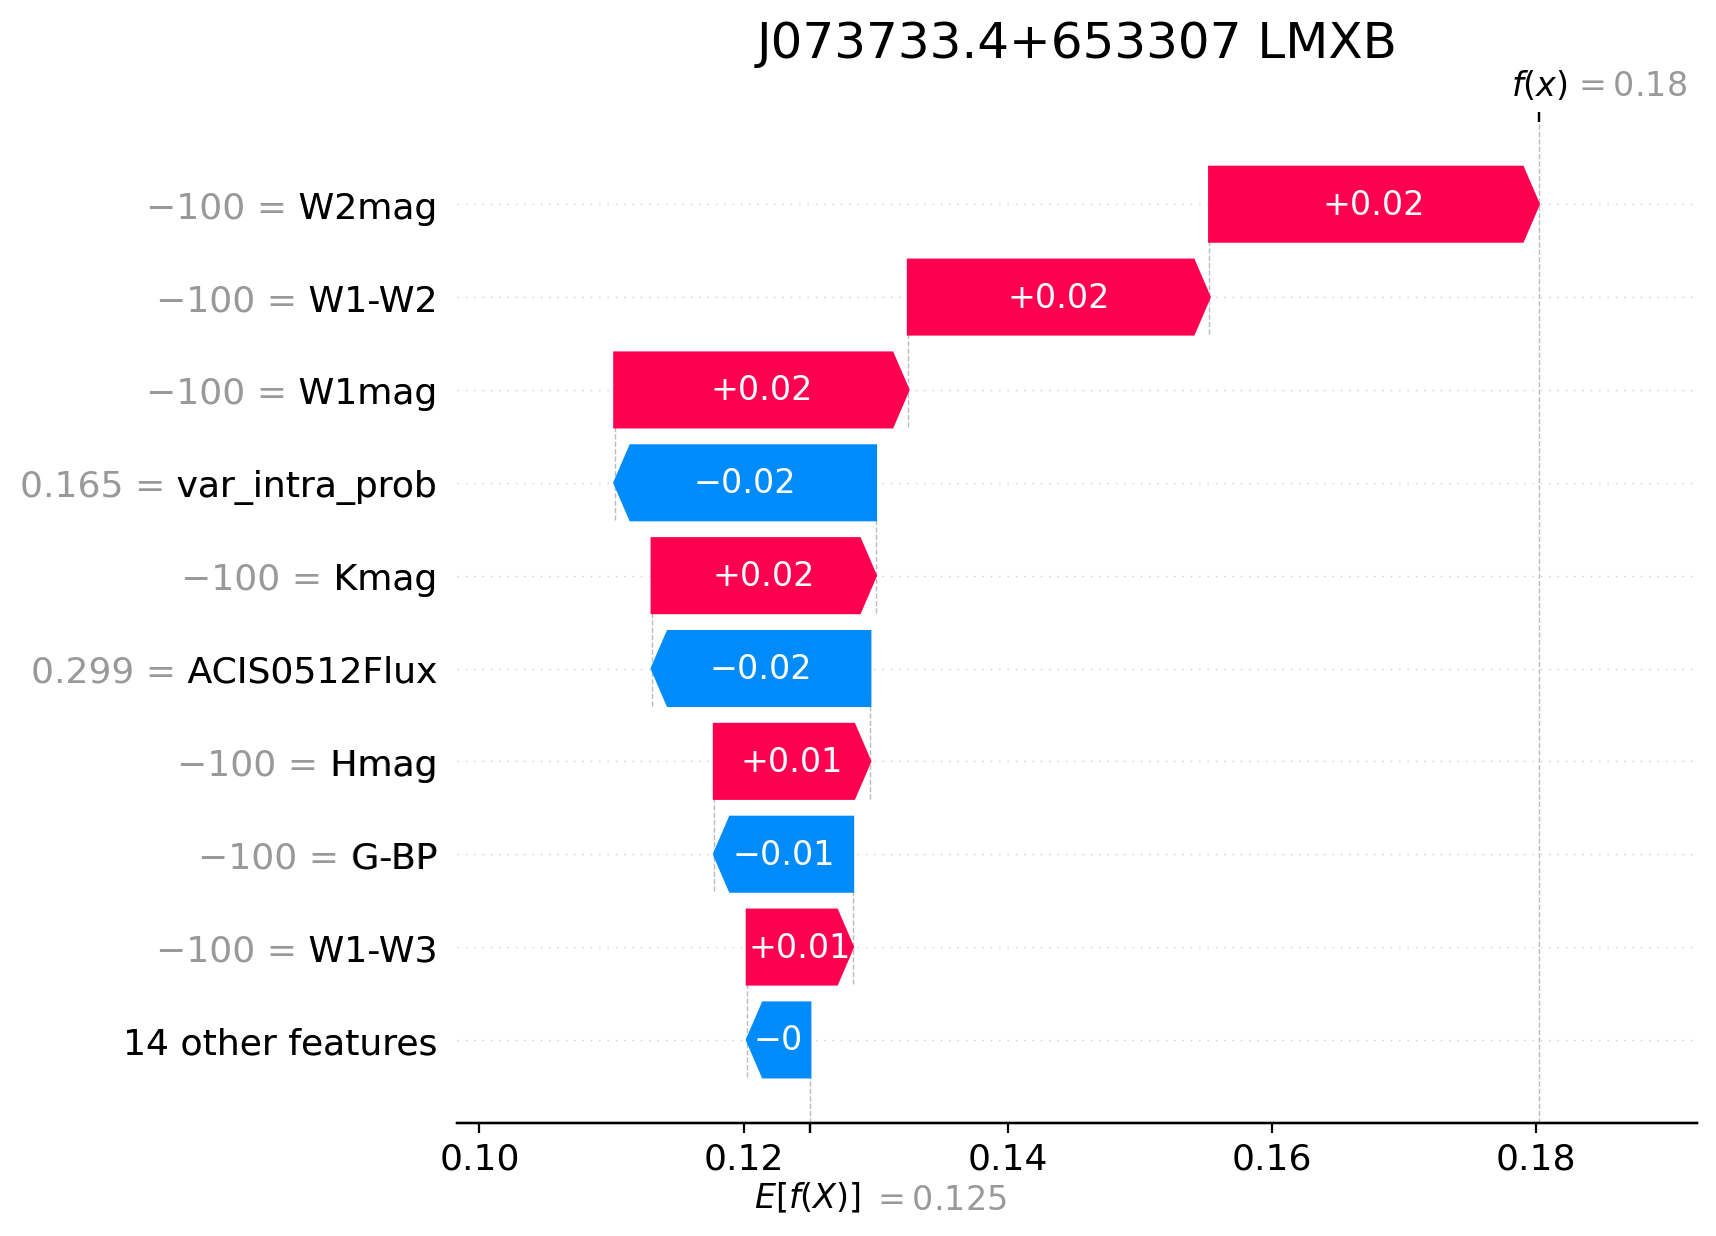 J073733.4+653307 LMXB
f(x) = 0.18
−100 = W2mag +0.02
−100 = W1-W2 +0.02
−100 = W1mag +0.02
0.165 = var_intra_prob −0.02
−100 = Kmag +0.02
0.299 = ACIS0512Flux −0.02
−100 = Hmag +0.01
−100 = G-BP −0.01
−100 = W1-W3 +0.01
14 other features −0
0.10 0.12 0.14 0.16 0.18
E[f(X)] = 0.125